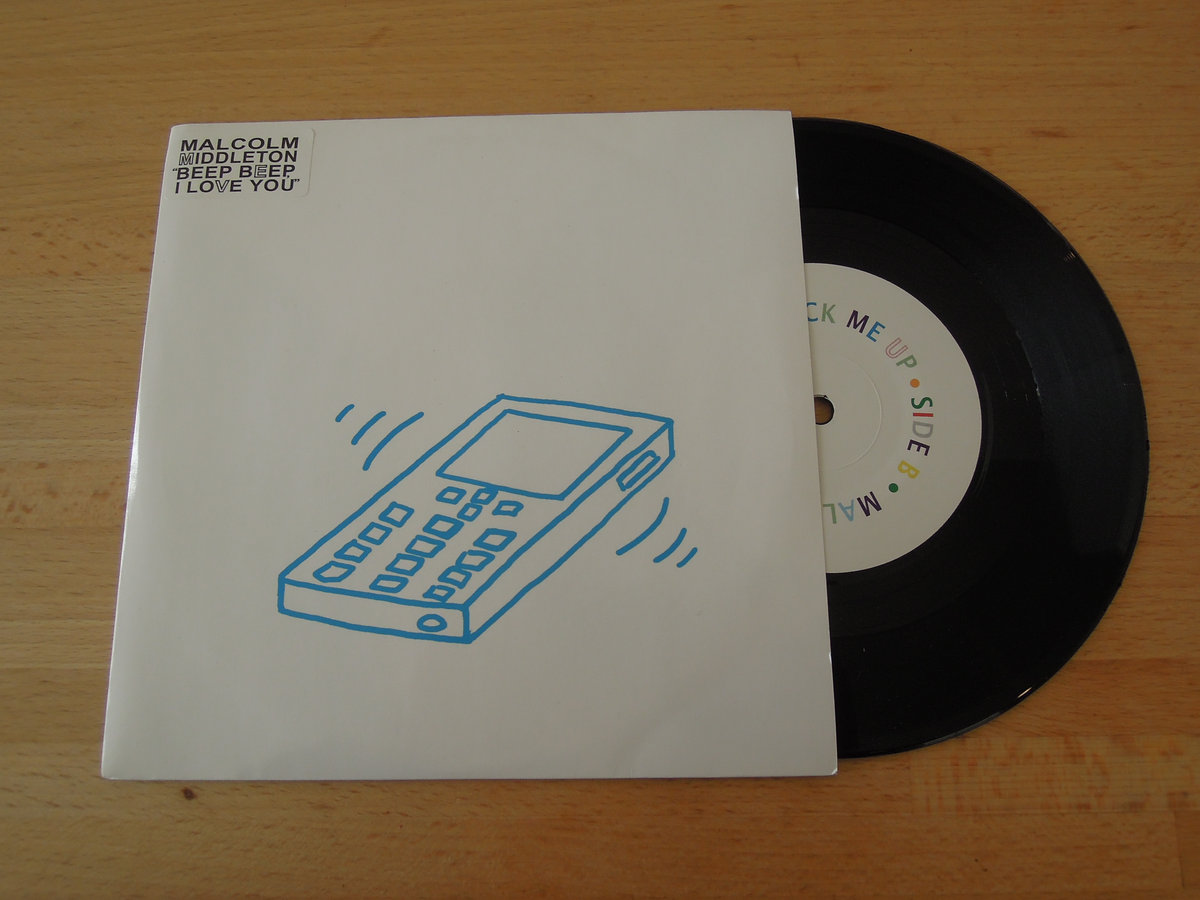 MALCOLM
MIDDLETON
"BEEP BEEP,
I LOVE YOU"
CK ME UP • SIDE B • MAL